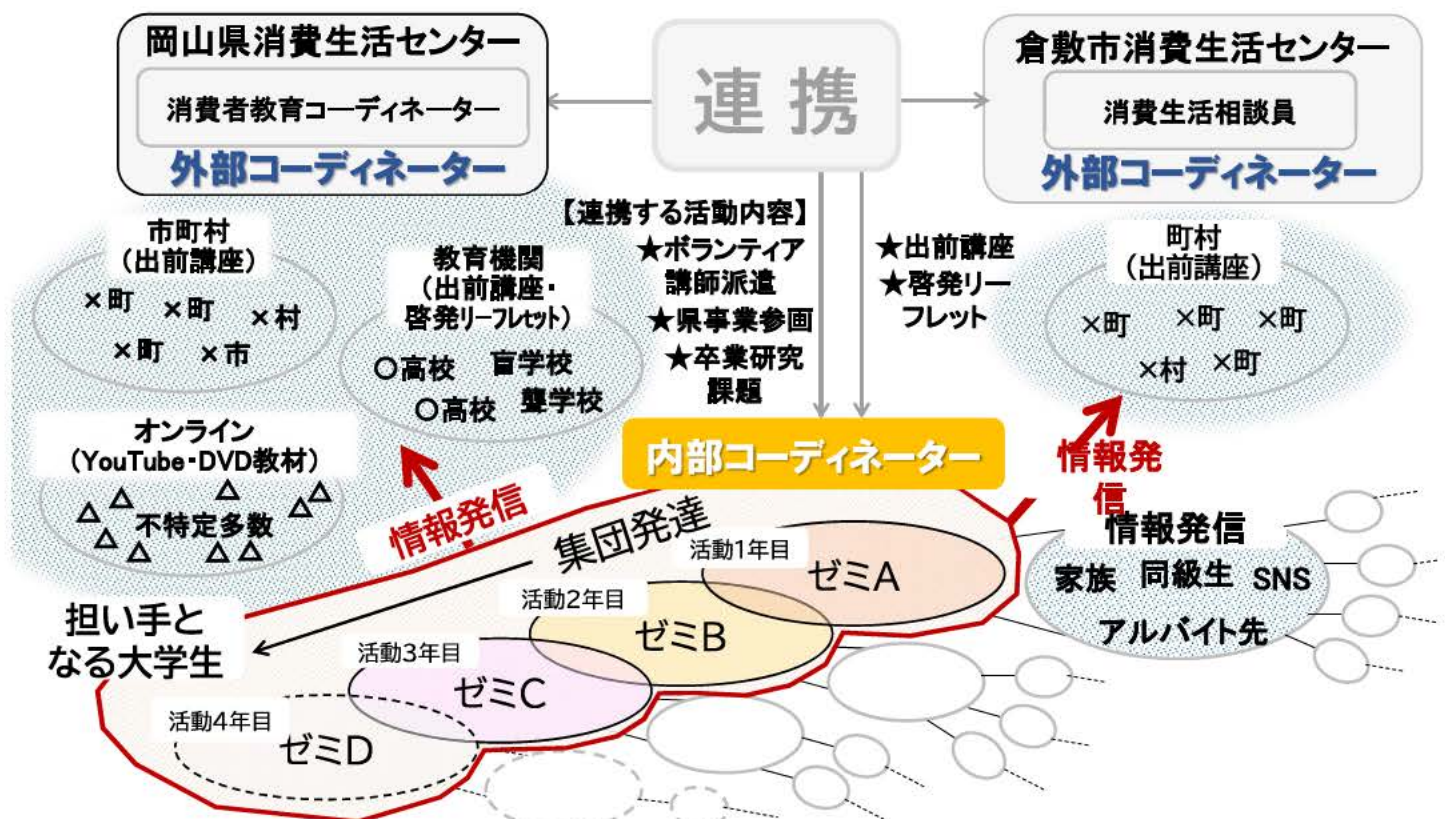 岡山県消費生活センター
消費者教育コーディネーター
外部コーディネーター
連携
倉敷市消費生活センター
消費生活相談員
外部コーディネーター
市町村
(出前講座)
×町
×町
×村
×町
×市
教育機関
(出前講座・
啓発リーフレセット)
○高校
盲学校
○高校
聾学校
オンライン
(YouTube・DVD教材)
△
△
△
△
△
△
不特定多数
△
△
△
△
【連携する活動内容】
★ボランティア
講師派遣
★県事業参画
★卒業研究
課題
★出前講座
★啓発リー
フレット
町村
(出前講座)
×町
×町
×町
×村
×町
内部コーディネーター
情報発信
情報発
信
情報発信
家族
同級生
SNS
アルバイト先
集団発達
担い手と
なる大学生
活動1年目
ゼミA
活動2年目
ゼミB
活動3年目
ゼミC
活動4年目
ゼミD